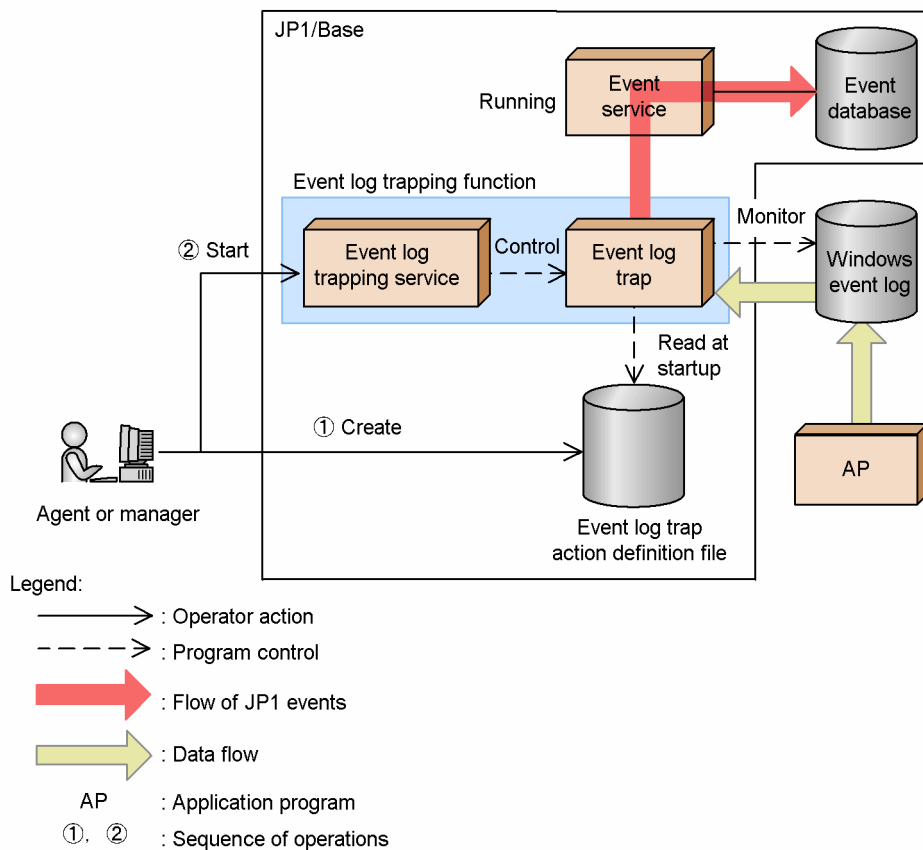 JP1/Base
Event
service
Running
Event
database
Event log trapping function
Monitor
② Start
Event log
trapping service
Control
Event log
trap
Windows
event log
Read at
startup
① Create
AP
Agent or manager
Event log trap
action definition file
Legend:
: Operator action
: Program control
: Flow of JP1 events
: Data flow
AP : Application program
①, ② : Sequence of operations